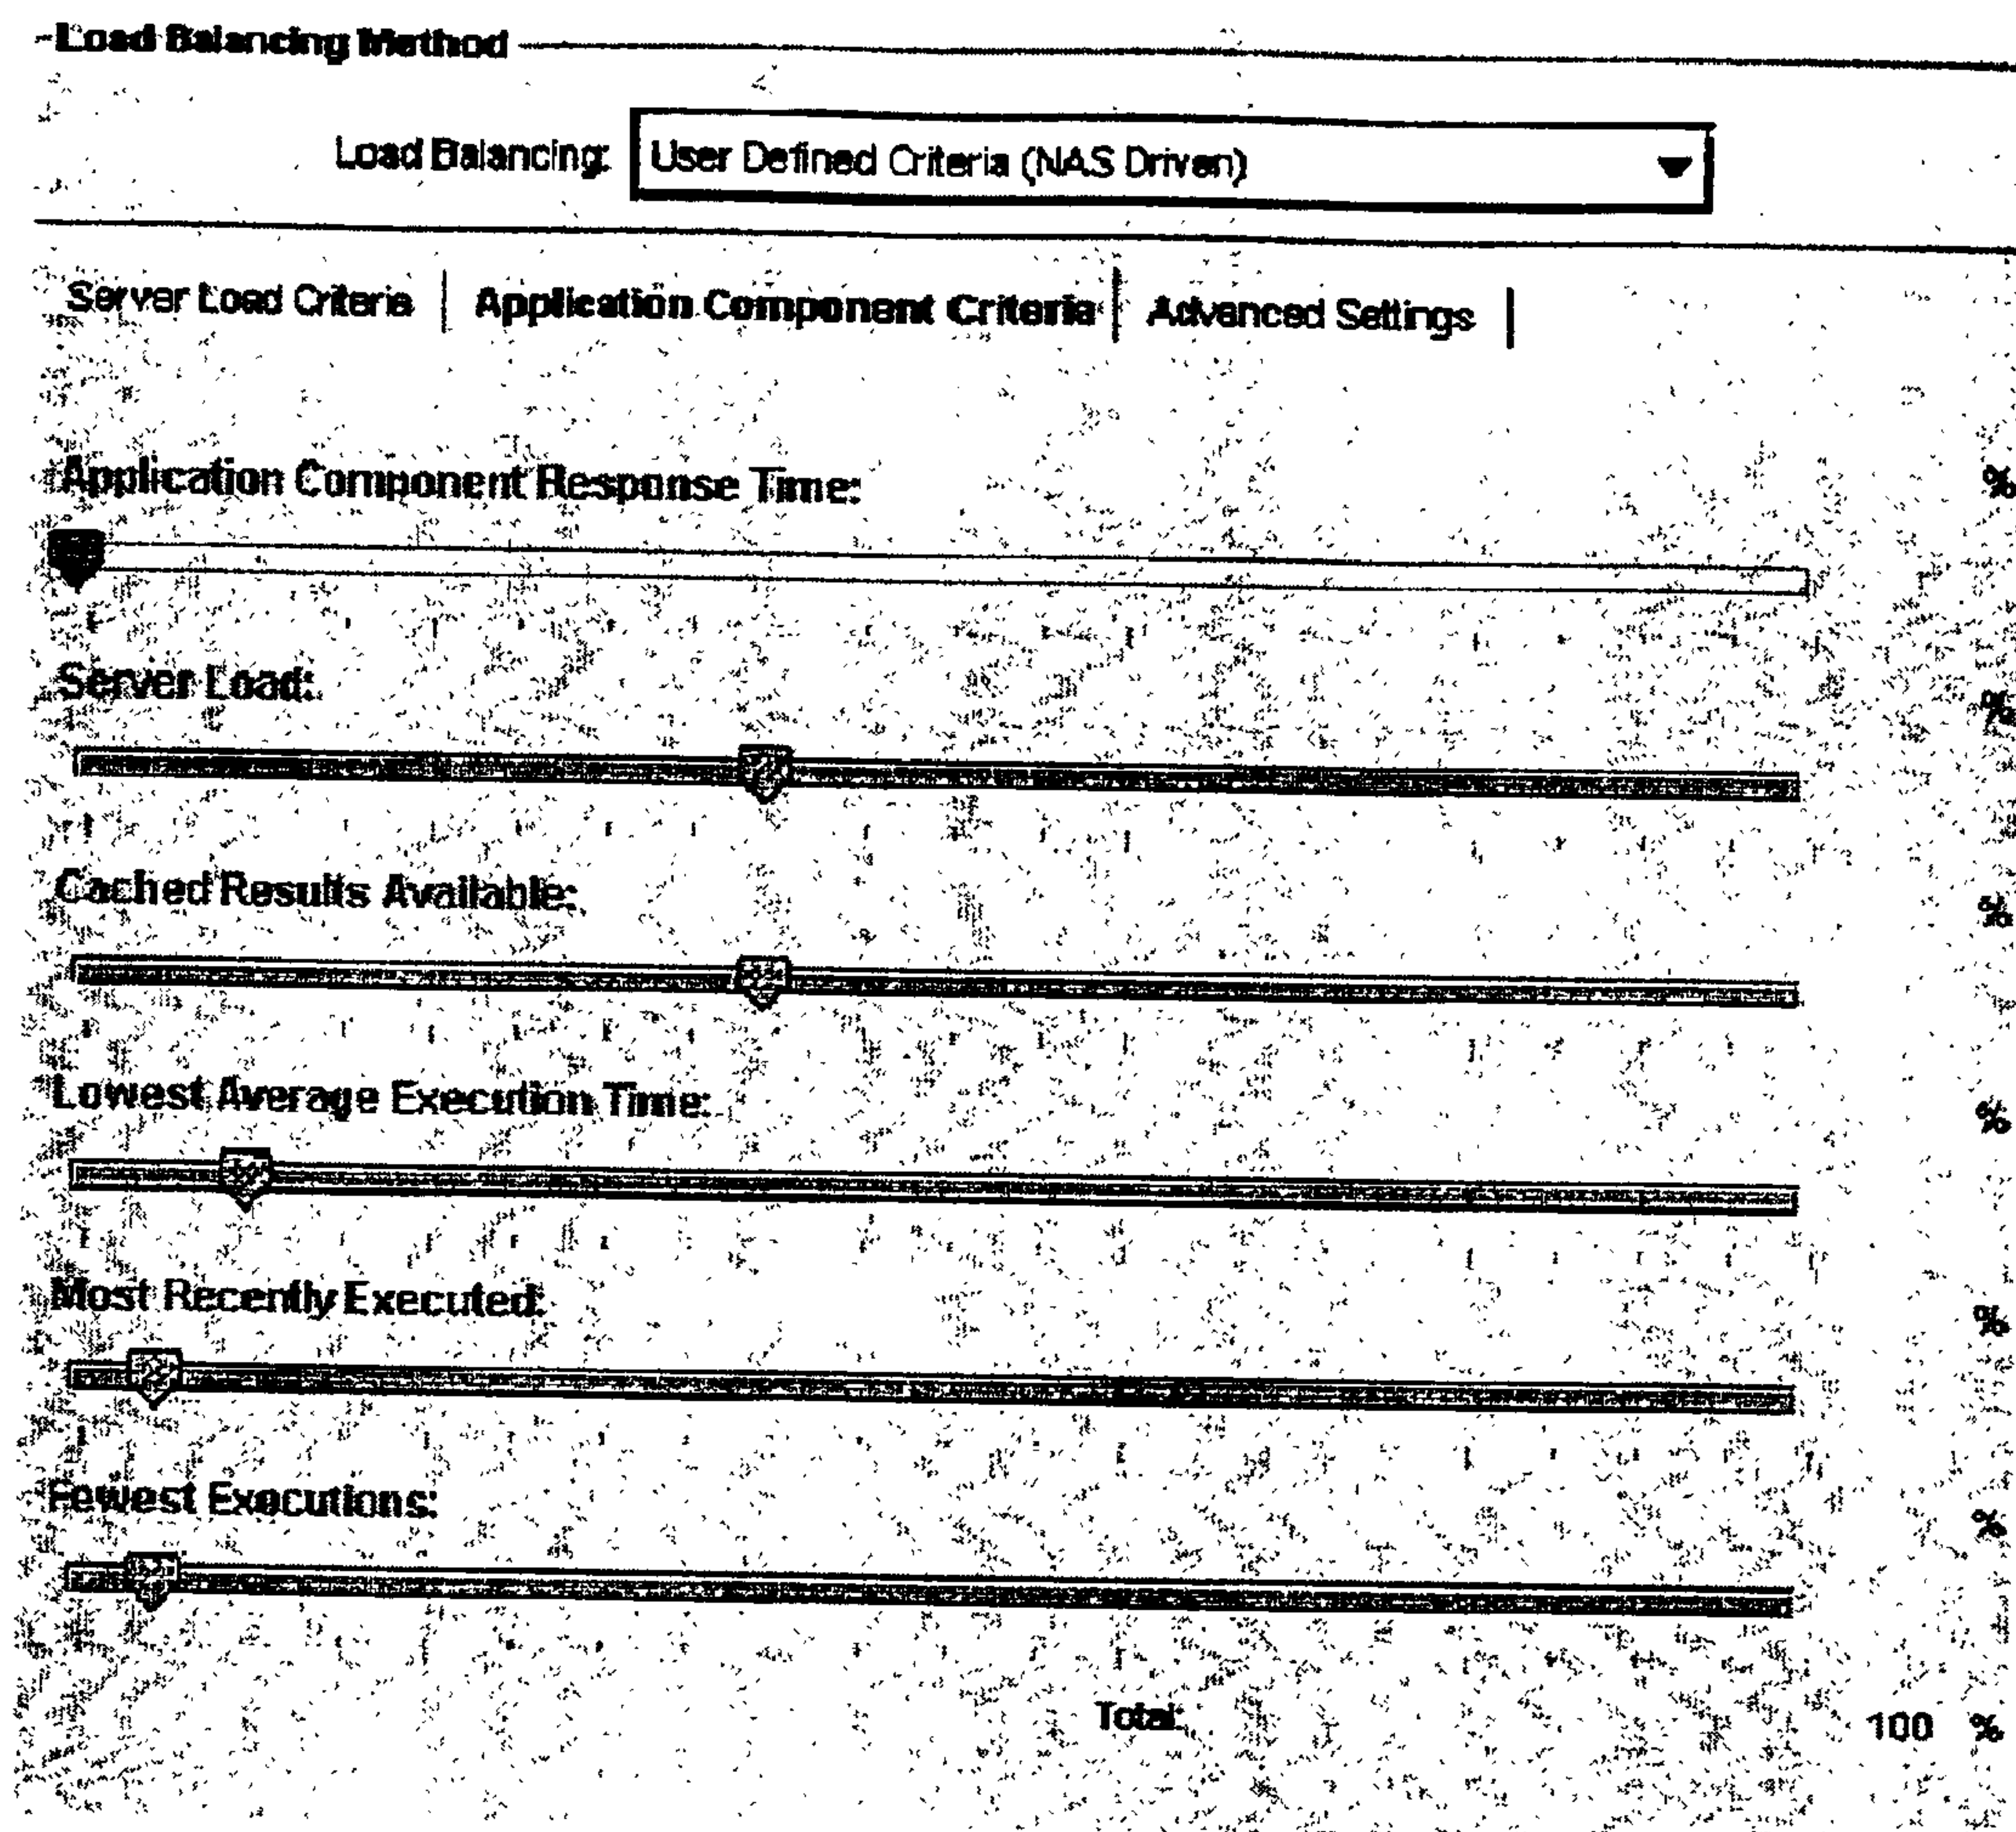 Load Balancing Method
Load Balancing: User Defined Criteria (NAS Driven)
Server Load Criteria Application Component Criteria Advanced Settings
Application Component Response Time: %
Server Load: %
Cached Results Available: %
Lowest Average Execution Time: %
Most Recently Executed: %
Fewest Executions: %
Total: 100 %